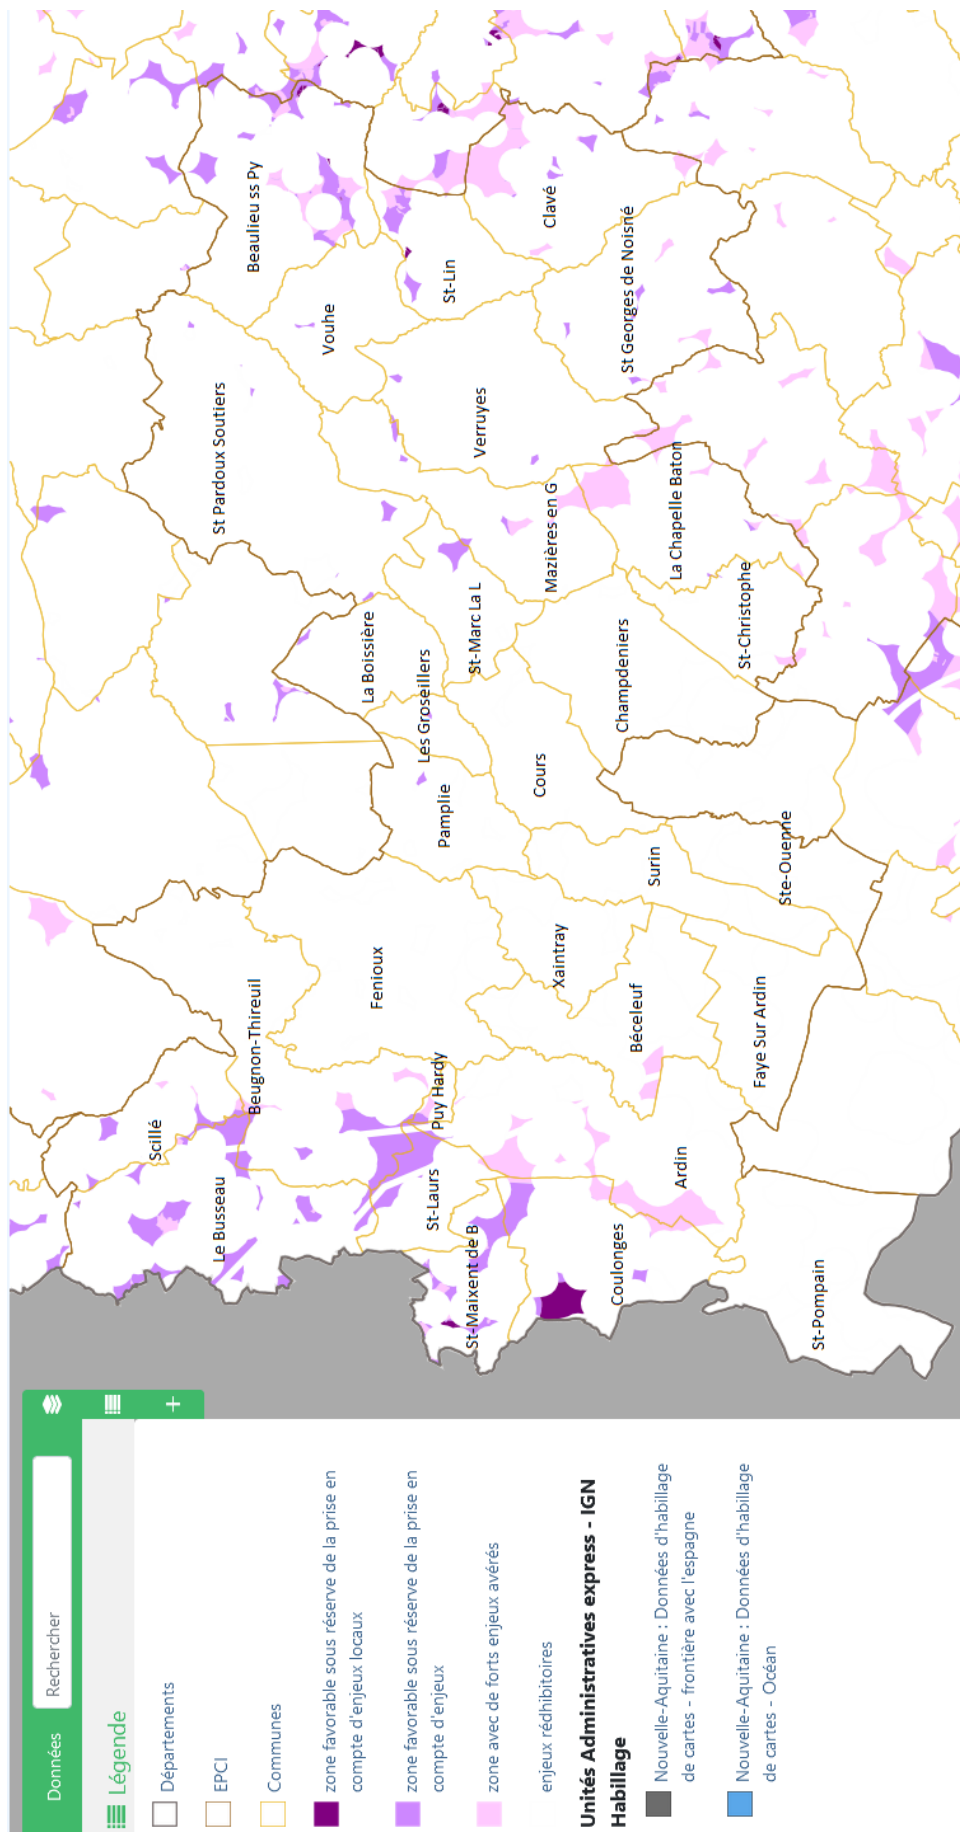 Données
Rechercher
Légende
Départements
EPCI
Communes
zone favorable sous réserve de la prise en
compte d'enjeux locaux
zone favorable sous réserve de la prise en
compte d'enjeu
zone avec de forts enjeux avérés
enjeux rédhibitoires
Unités Administratives express - IGN
Habillage
Nouvelle-Aquitaine : Données d'habillage
de cartes - frontière avec l'espagne
Nouvelle-Aquitaine : Données d'habillage
de cartes - Océan
Scillé
Le Busseau
Beugnon-Thireuil
St Pardoux Soutiers
Beaulieu ss Py
Vouhe
La Boissière
Fenioux
Les Groseillers
St-Laurs
Puy Hardy
Pamplie
St-Lin
St-Maixent de B
St-Marc La L
Verruyes
Cours
Xaintray
Mazières en G
Clavé
Coulonges
Béceleuf
Champdeniers
St Georges de Noisné
Surin
Ardin
La Chapelle Baton
St-Christophe
Faye Sur Ardin
Ste-Ouenne
St-Pompain